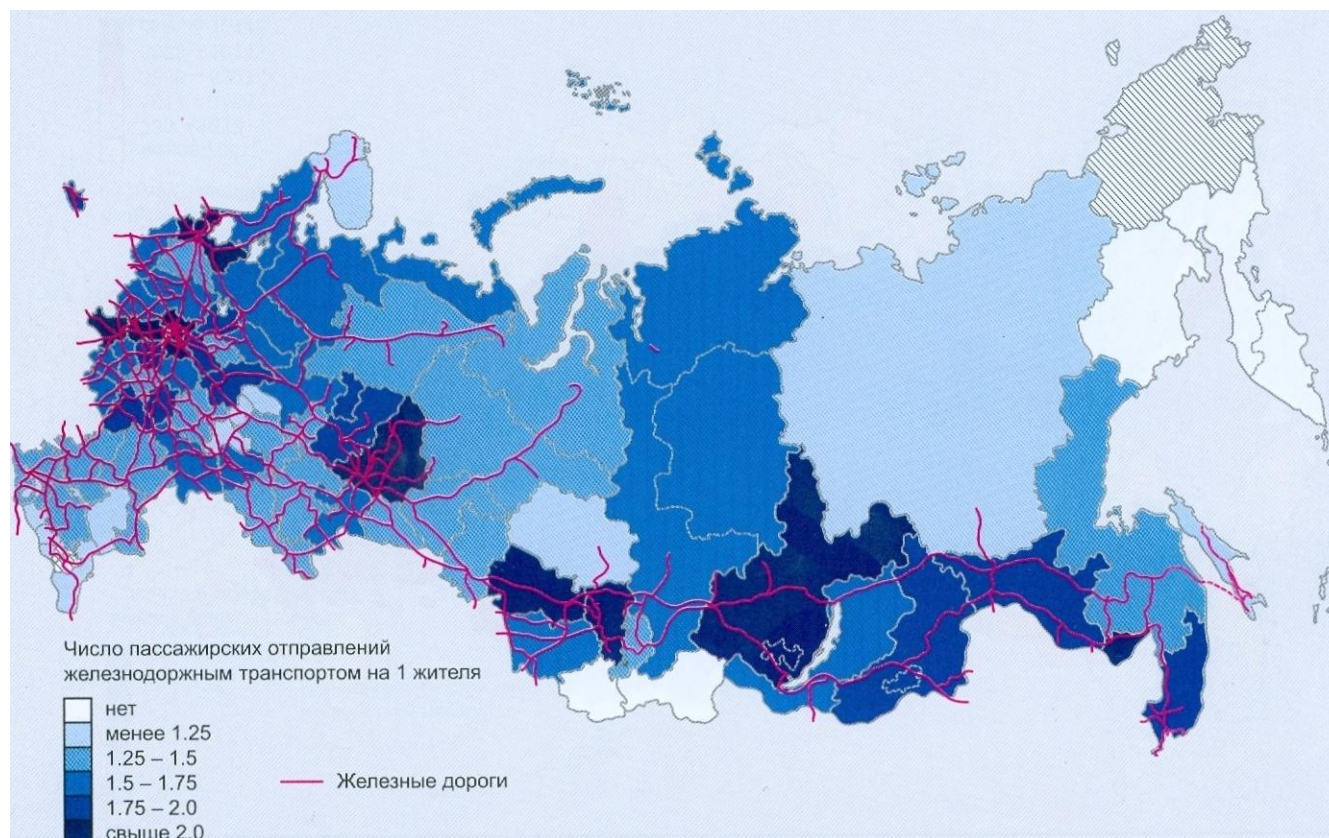 Число пассажирских отправлений
железнодоржным транспортом на 1 жителя
нет
менее 1.25
1.25 – 1.5
1.5 – 1.75
1.75 – 2.0
свыше 2.0
Железные дороги